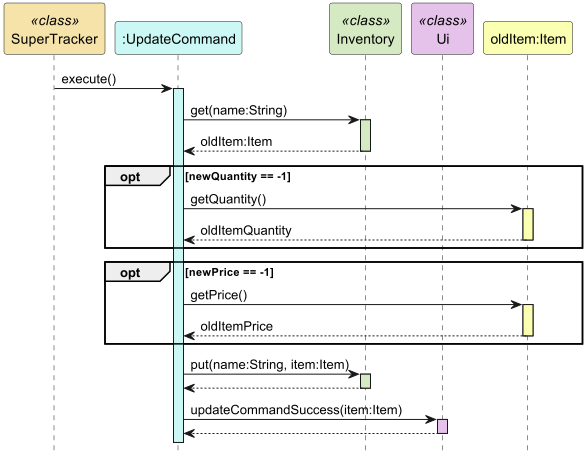 «class»
SuperTracker
:UpdateCommand
«class»
Inventory
«class»
Ui
oldItem:Item
execute()
get(name:String)
oldItem:Item
opt
[newQuantity == -1]
getQuantity()
oldItemQuantity
opt
[newPrice == -1]
getPrice()
oldItemPrice
put(name:String, item:Item)
updateCommandSuccess(item:Item)